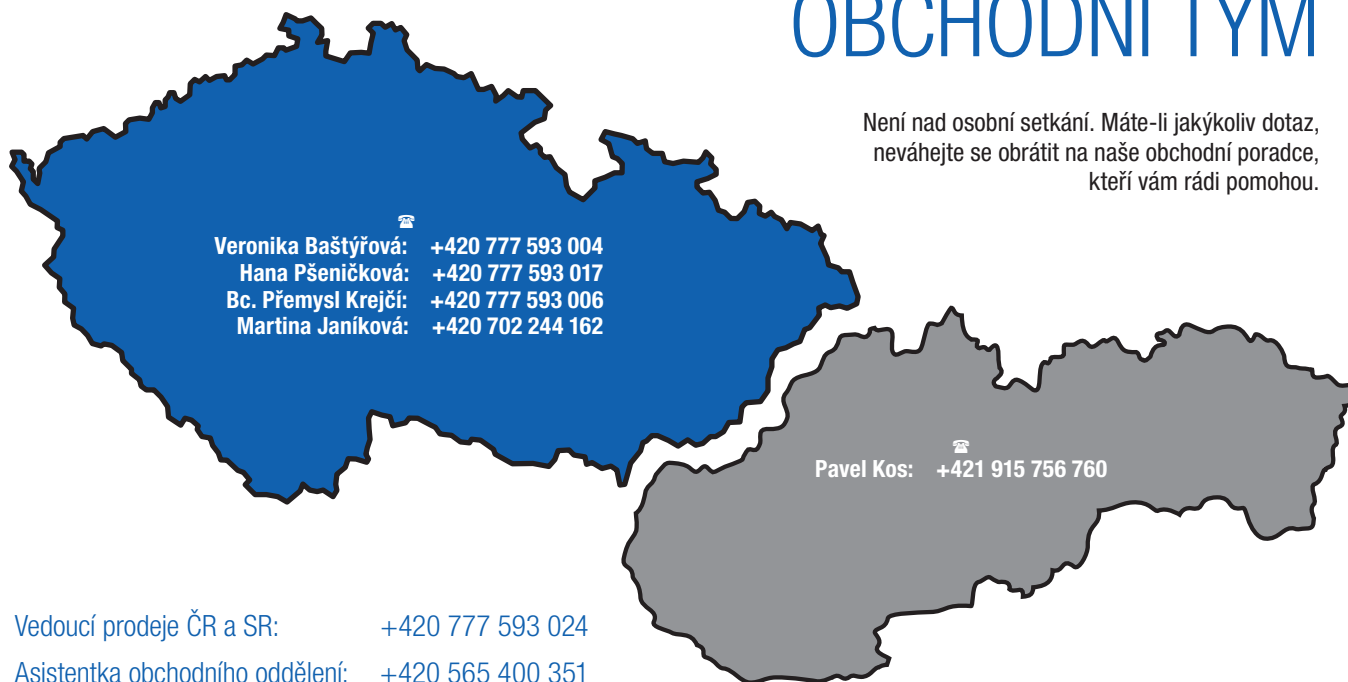 OBCHODNÍ TÝM
Není nad osobní setkání. Máte-li jakýkoliv dotaz,
neváhejte se obrátit na naše obchodní poradce,
kteří vám rádi pomohou.
☎
Veronika Baštýřová: +420 777 593 004
Hana Pšeničková: +420 777 593 017
Bc. Přemysl Krejčí: +420 777 593 006
Martina Janíková: +420 702 244 162
☎
Pavel Kos: +421 915 756 760
Vedoucí prodeje ČR a SR: +420 777 593 024
Asistentka obchodního oddělení: +420 565 400 351